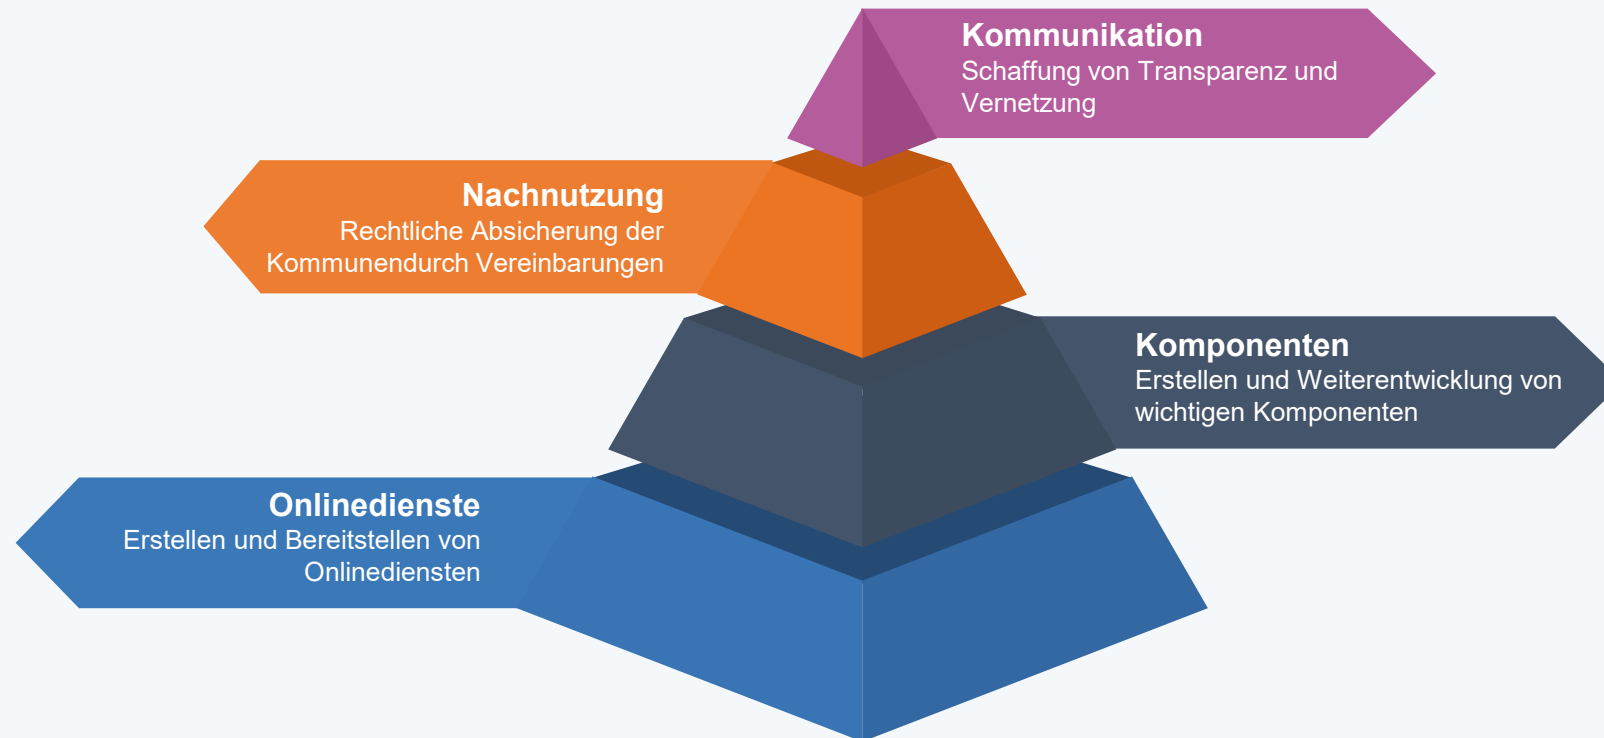 Kommunikation
Schaffung von Transparenz und
Vernetzung
Nachnutzung
Rechtliche Absicherung der
Kommunendurch Vereinbarungen
Komponenten
Erstellen und Weiterentwicklung von
wichtigen Komponenten
Onlinedienste
Erstellen und Bereitstellen von
Onlinediensten